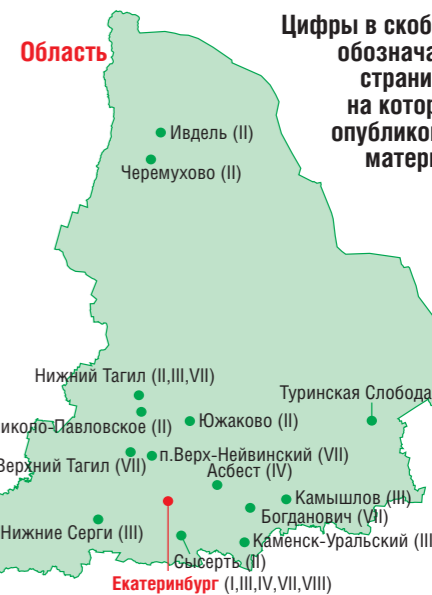 Цифры в скоб
Область
обознача
страни
на котор
опубликов
матери
Ивдель (II)
Черемухово (II)
Нижний Тагил (II,III,VII)
Туринская Слобода
иколо-Павловское (II)
Южаково (II)
Верхний Тагил (VII)
п.Верх-Нейвинский (VII)
Асбест (IV)
Камышлов (III)
Богданович (VII)
Нижние Серги (III)
Каменск-Уральский (III
Сысерть (II)
Екатеринбург (I,III,IV,VII,VIII)